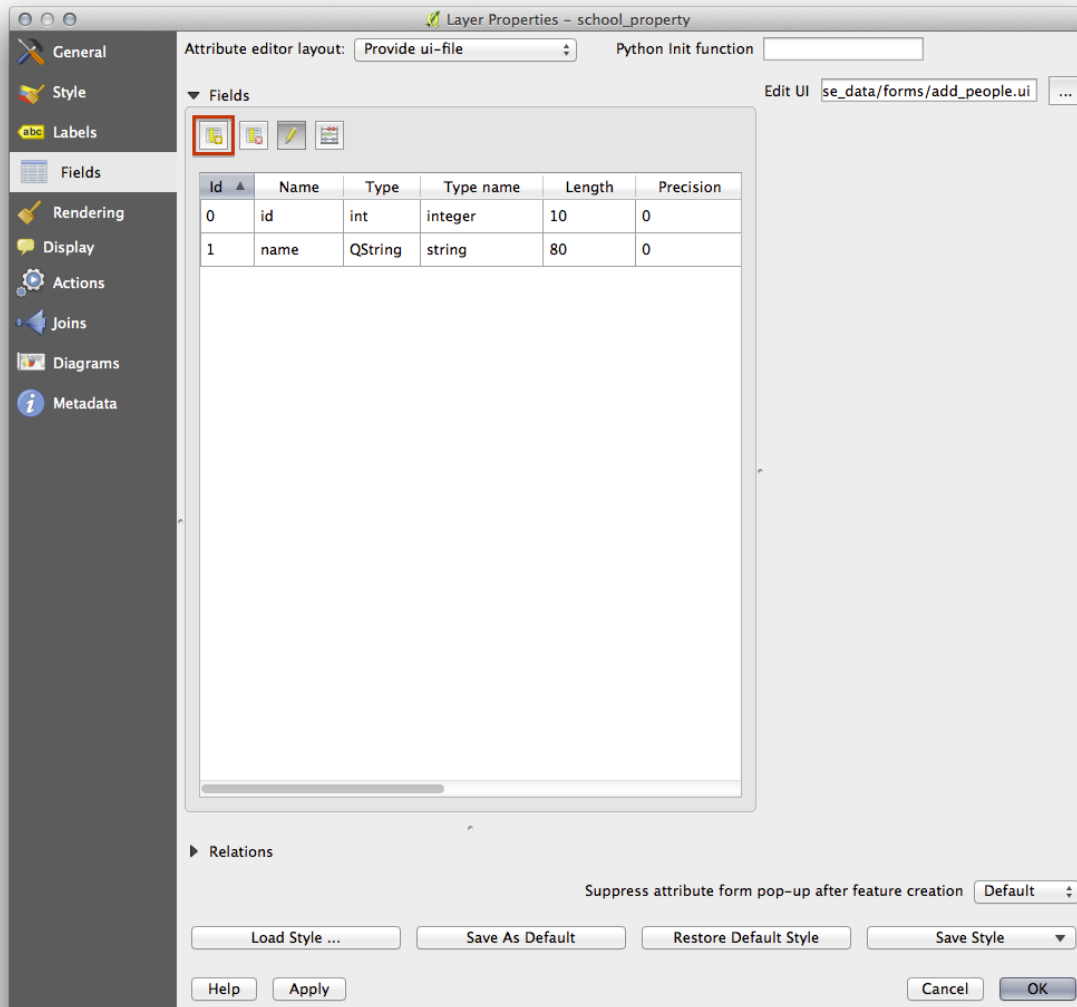 Layer Properties – school_property
General
Style
abc Labels
Fields
Rendering
Display
Actions
Joins
Diagrams
i Metadata
Attribute editor layout: Provide ui-file Python Init function
Fields
Edit UI se_data/forms/add_people.ui ...
Id Name Type Type name Length Precision
0 id int integer 10 0
1 name QString string 80 0
Relations
Suppress attribute form pop-up after feature creation Default
Load Style ... Save As Default Restore Default Style Save Style
Help Apply Cancel OK